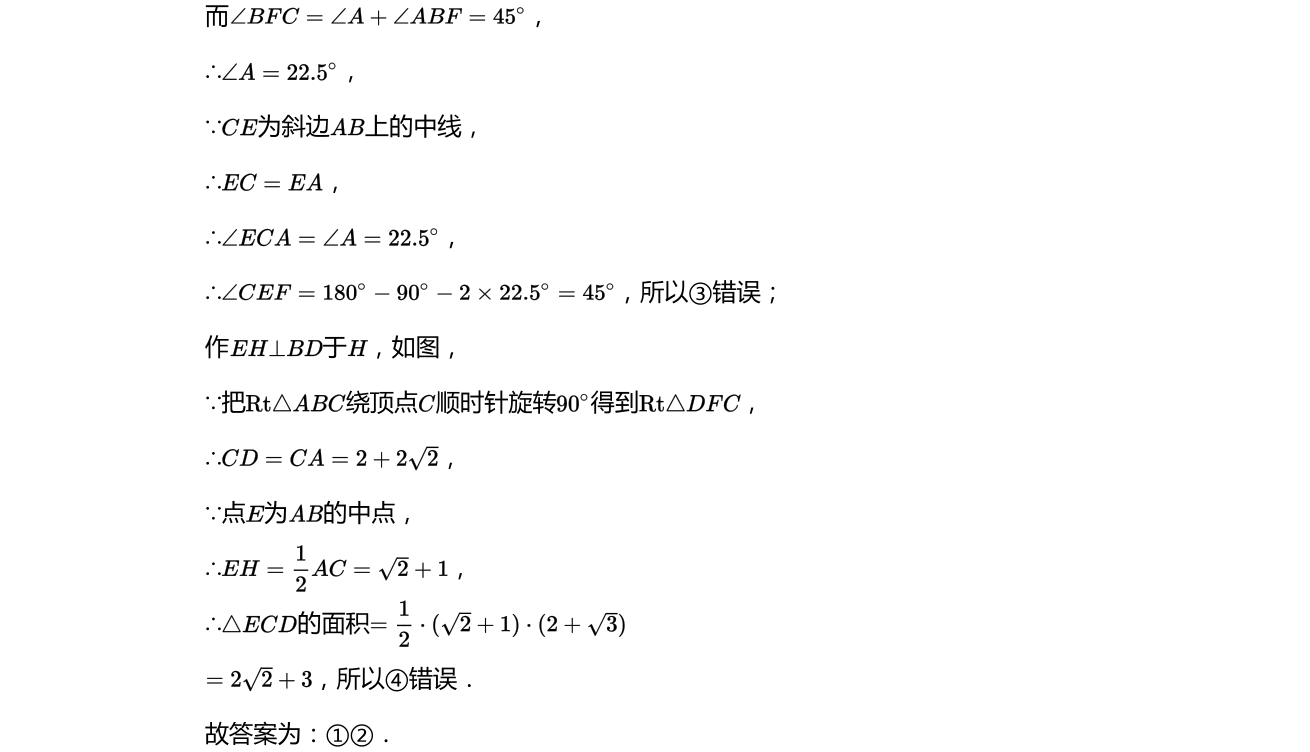 而∠BFC = ∠A + ∠ABF = 45°，
∴∠A = 22.5°，
∵CE为斜边AB上的中线，
∴EC = EA，
∴∠ECA = ∠A = 22.5°，
∴∠CEF = 180° − 90° − 2 × 22.5° = 45°，所以③错误；
作EH⊥BD于H，如图，
∵把Rt△ABC绕顶点C顺时针旋转90°得到Rt△DFC，
∴CD = CA = 2 + 2√2，
∵点E为AB的中点，
∴EH = 1/2 AC = √2 + 1，
∴△ECD的面积= 1/2 · (√2 + 1) · (2 + √3)
= 2√2 + 3，所以④错误．
故答案为：①②．